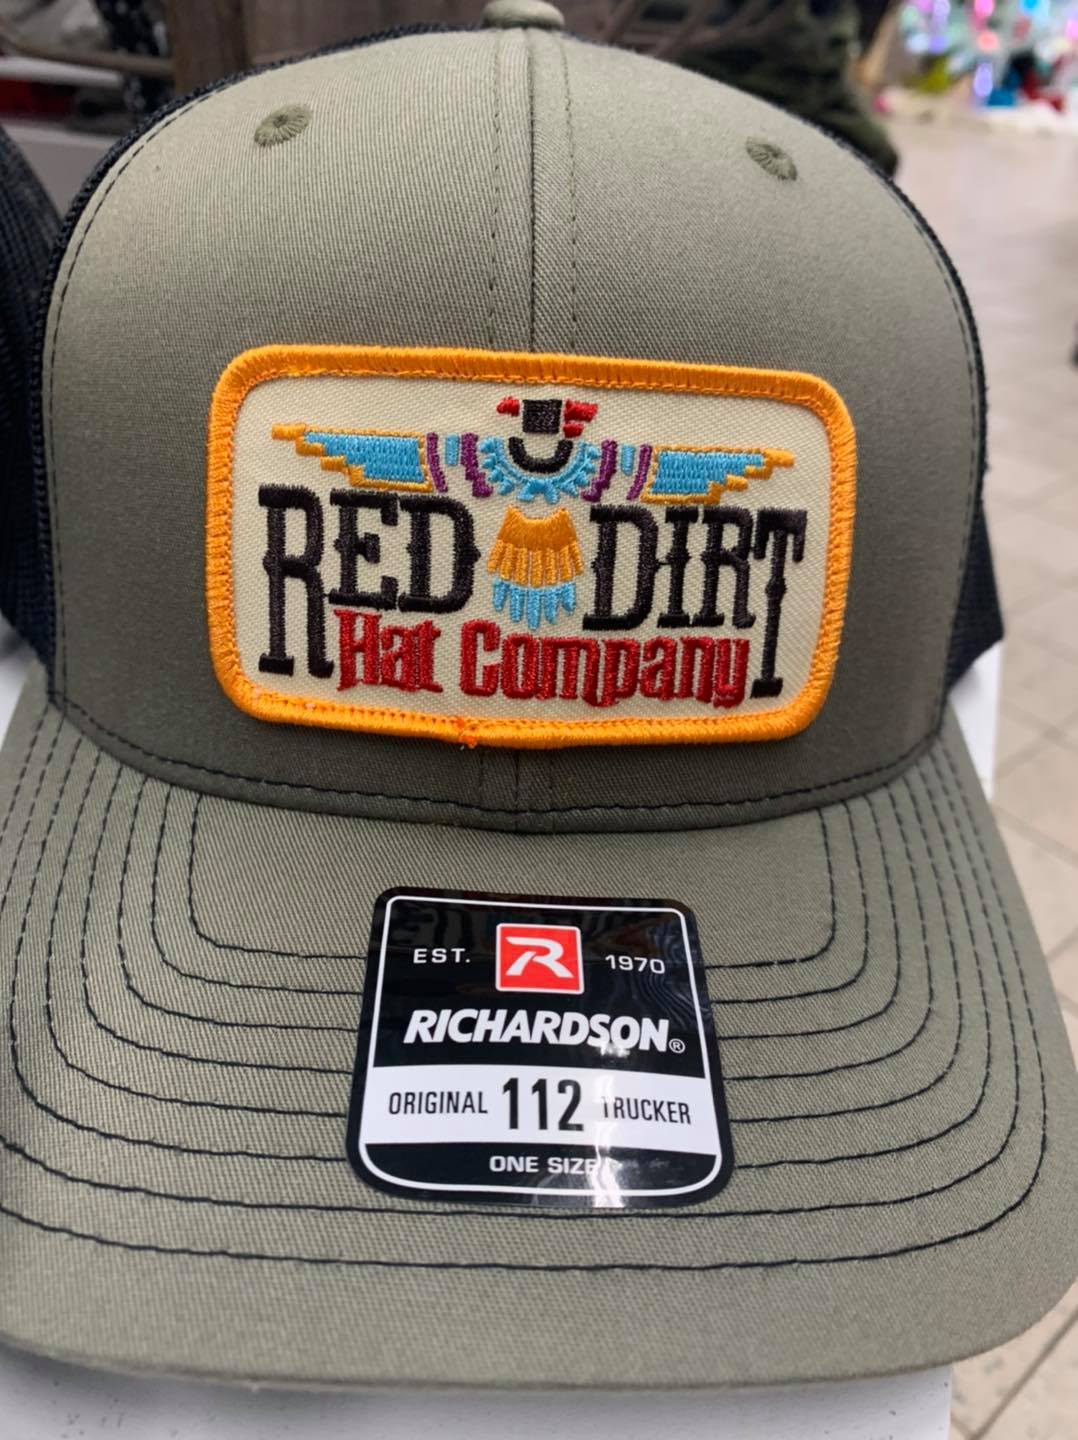 RED DIRT
Hat Company
EST. R 1970
RICHARDSON®
ORIGINAL 112 TRUCKER
ONE SIZE